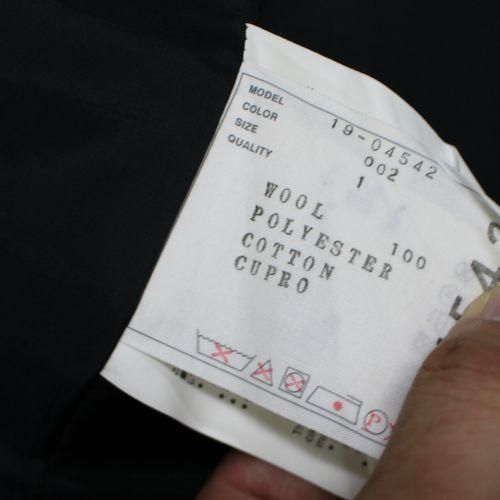 MODEL 19-04542
COLOR 002
SIZE 1
QUALITY
WOOL 100
POLYESTER
COTTON
CUPRO
P